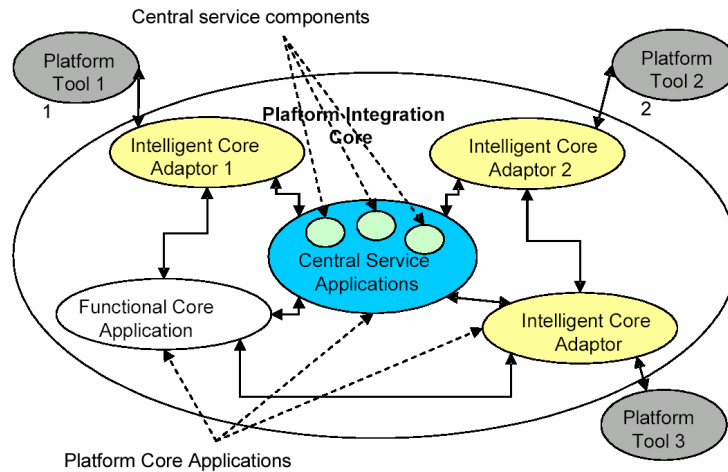 Central service components
Platform
Tool 1
1
Platform
Tool 2
2
Plaftorm Integration
Core
Intelligent Core
Adaptor 1
Intelligent Core
Adaptor 2
Central Service
Applications
Functional Core
Application
Intelligent Core
Adaptor
Platform
Tool 3
Platform Core Applications